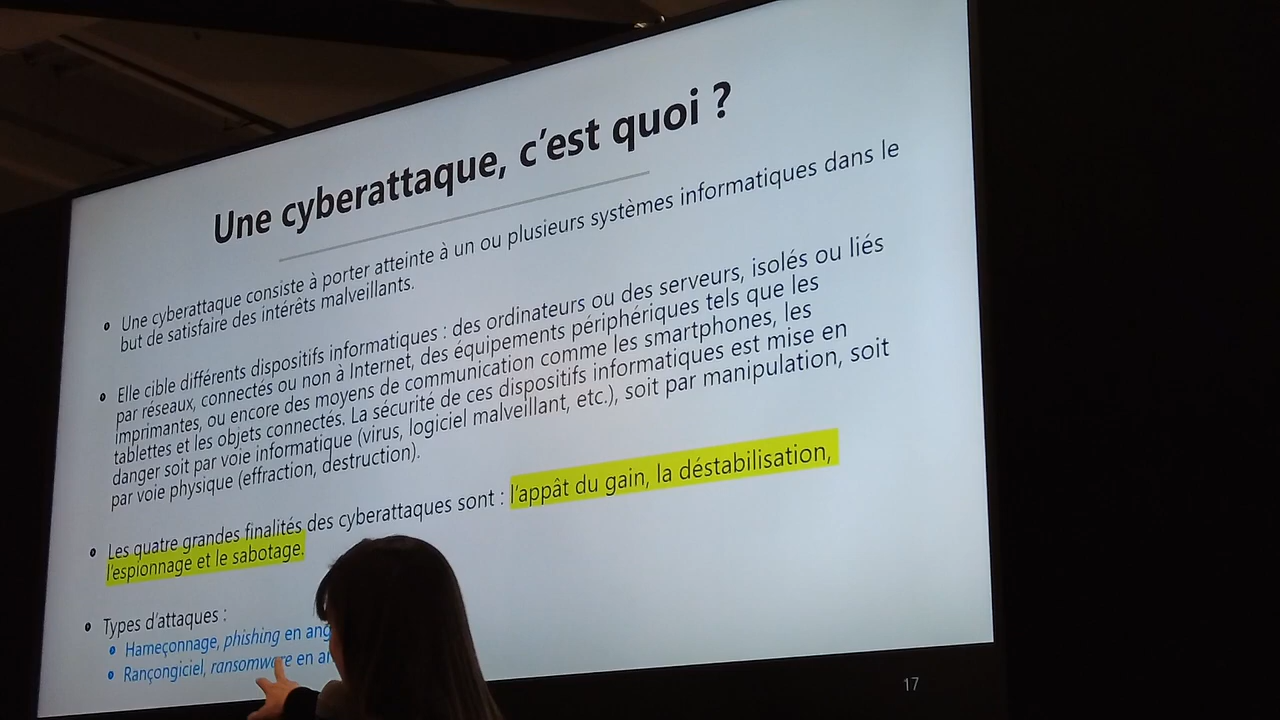 Une cyberattaque, c'est quoi ?
Une cyberattaque consiste à porter atteinte à un ou plusieurs systèmes informatiques dans le
but de satisfaire des intérêts malveillants.
Elle cible différents dispositifs informatiques : des ordinateurs ou des serveurs, isolés ou liés
par réseaux, connectés ou non à Internet, des équipements périphériques tels que les
imprimantes, ou encore des moyens de communication comme les smartphones, les
tablettes et les objets connectés. La sécurité de ces dispositifs informatiques est mise en
danger soit par voie informatique (virus, logiciel malveillant, etc.), soit par manipulation, soit
par voie physique (effraction, destruction).
Les quatre grandes finalités des cyberattaques sont : l'appât du gain, la déstabilisation,
l'espionnage et le sabotage.
Types d'attaques :
Hameçonnage, phishing en
Rançongiciel, ransomware en
17